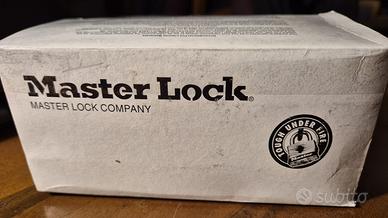 Master Lock®
MASTER LOCK COMPANY
TOUGH UNDER FIRE
subito